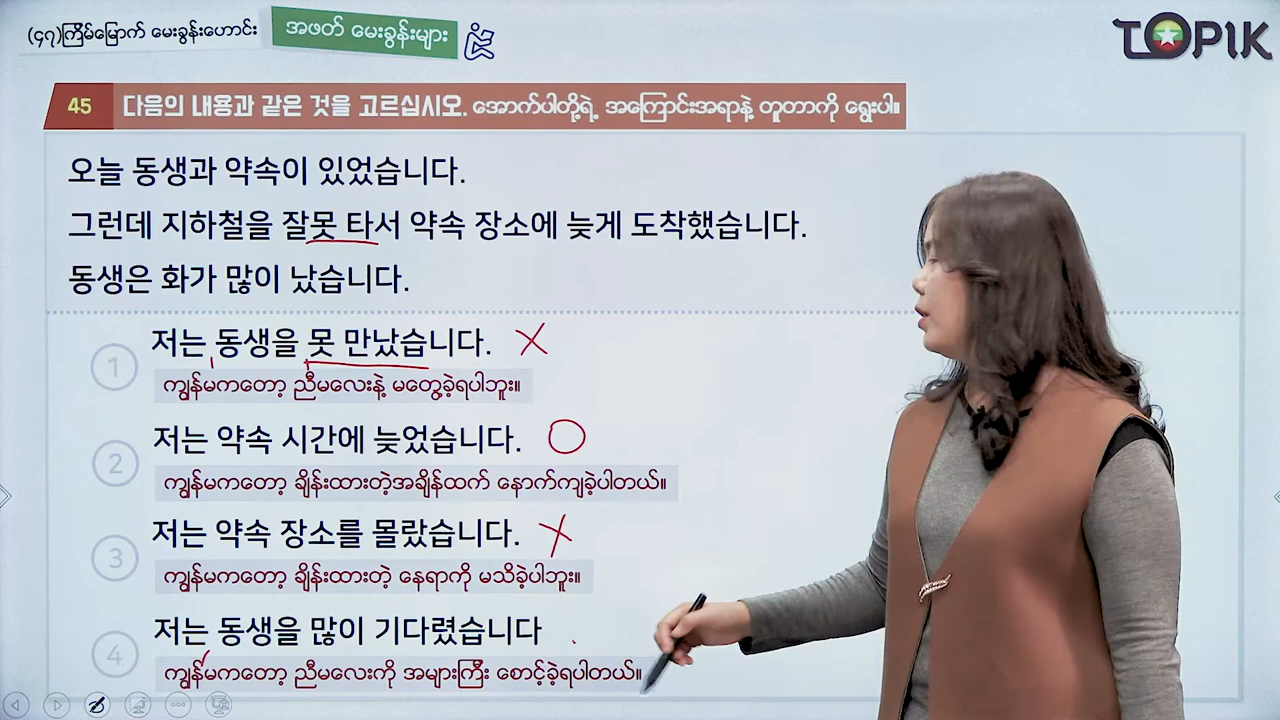 (၄၇)ကြိမ်မြောက် မေးခွန်းဟောင်း
အဖတ် မေးခွန်းများ
TOPIK
45 다음의 내용과 같은 것을 고르십시오. အောက်ပါတို့ရဲ့ အကြောင်းအရာနဲ့ တူတာကို ရွေးပါ။
오늘 동생과 약속이 있었습니다.
그런데 지하철을 잘못 타서 약속 장소에 늦게 도착했습니다.
동생은 화가 많이 났습니다.
1 저는 동생을 못 만났습니다.
ကျွန်မကတော့ ညီမလေးနဲ့ မတွေ့ခဲ့ရပါဘူး။
2 저는 약속 시간에 늦었습니다.
ကျွန်မကတော့ ချိန်းထားတဲ့အချိန်ထက် နောက်ကျခဲ့ပါတယ်။
3 저는 약속 장소를 몰랐습니다.
ကျွန်မကတော့ ချိန်းထားတဲ့ နေရာကို မသိခဲ့ပါဘူး။
4 저는 동생을 많이 기다렸습니다
ကျွန်မကတော့ ညီမလေးကို အများကြီး စောင့်ခဲ့ရပါတယ်။